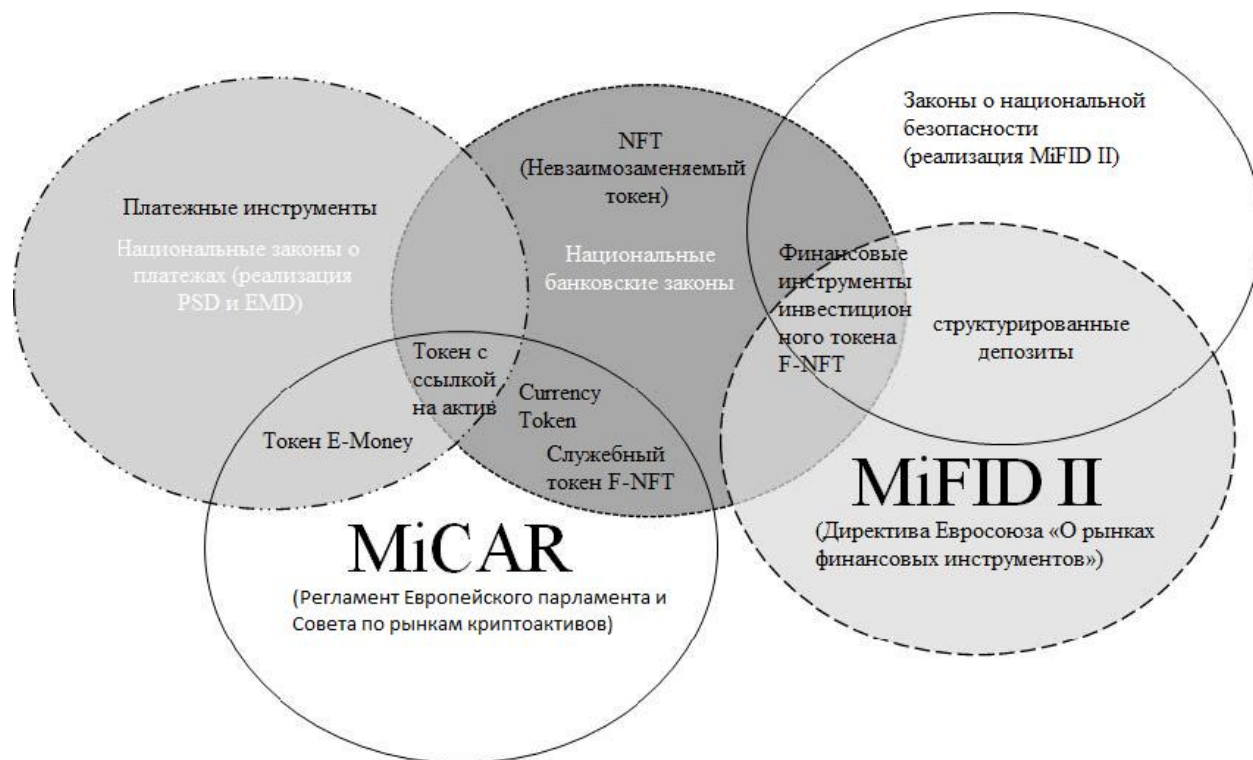 Платежные инструменты
Национальные законы о
платежах (реализация
PSD и EMD)
NFT
(Невзаимозаменяемый
токен)
Национальные
банковские законы
Законы о национальной
безопасности
(реализация MiFID II)
Финансовые
инструменты
инвестицион
ного токена
F-NFT
структурированные
депозиты
Токен с
ссылкой
на актив
Currency
Token
Токен E-Money
Служебный
токен F-NFT
MiFID II
(Директива Евросоюза «О рынках
финансовых инструментов»)
MiCAR
(Регламент Европейского парламента и
Совета по рынкам криптоактивов)